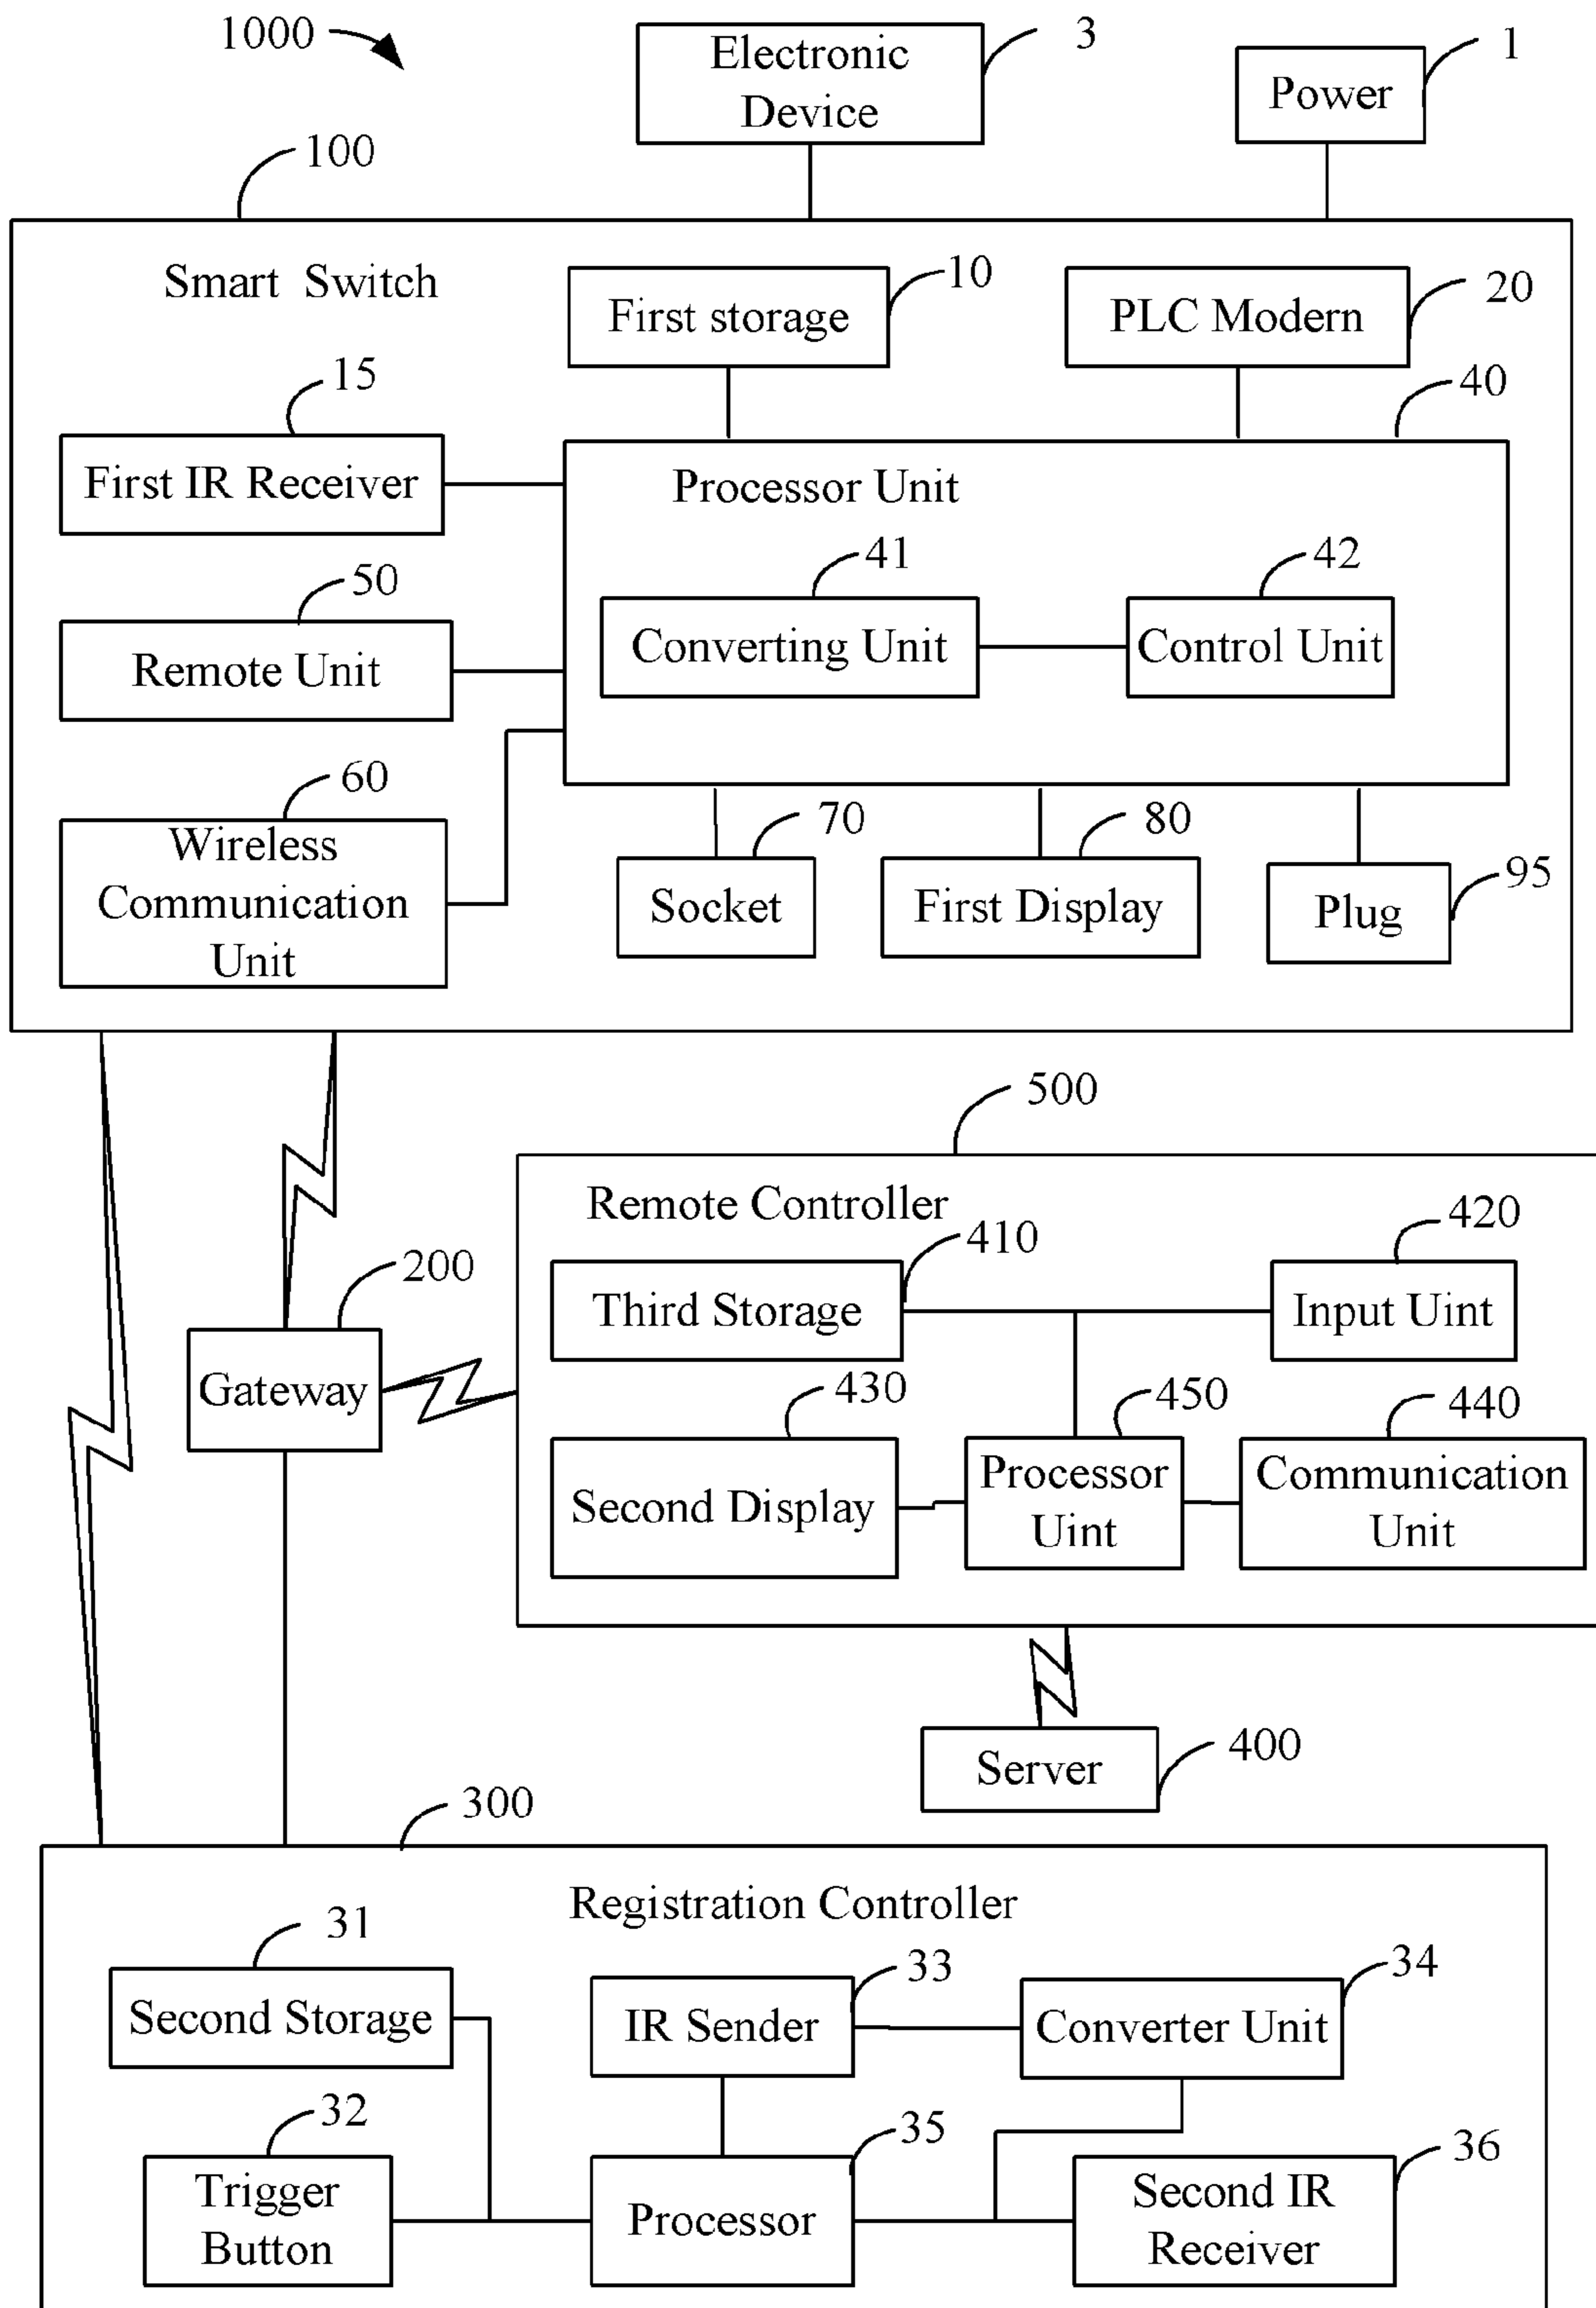 1000
Electronic
Device
3
Power
1
100
Smart Switch
First storage
10
PLC Modern
20
15
First IR Receiver
40
Processor Unit
50
Remote Unit
41
Converting Unit
42
Control Unit
60
Wireless
Communication
Unit
70
Socket
80
First Display
95
Plug
500
Remote Controller
410
Third Storage
420
Input Uint
200
Gateway
430
Second Display
450
Processor
Uint
440
Communication
Unit
Server
400
300
Registration Controller
31
Second Storage
33
IR Sender
34
Converter Unit
32
Trigger
Button
35
Processor
36
Second IR
Receiver